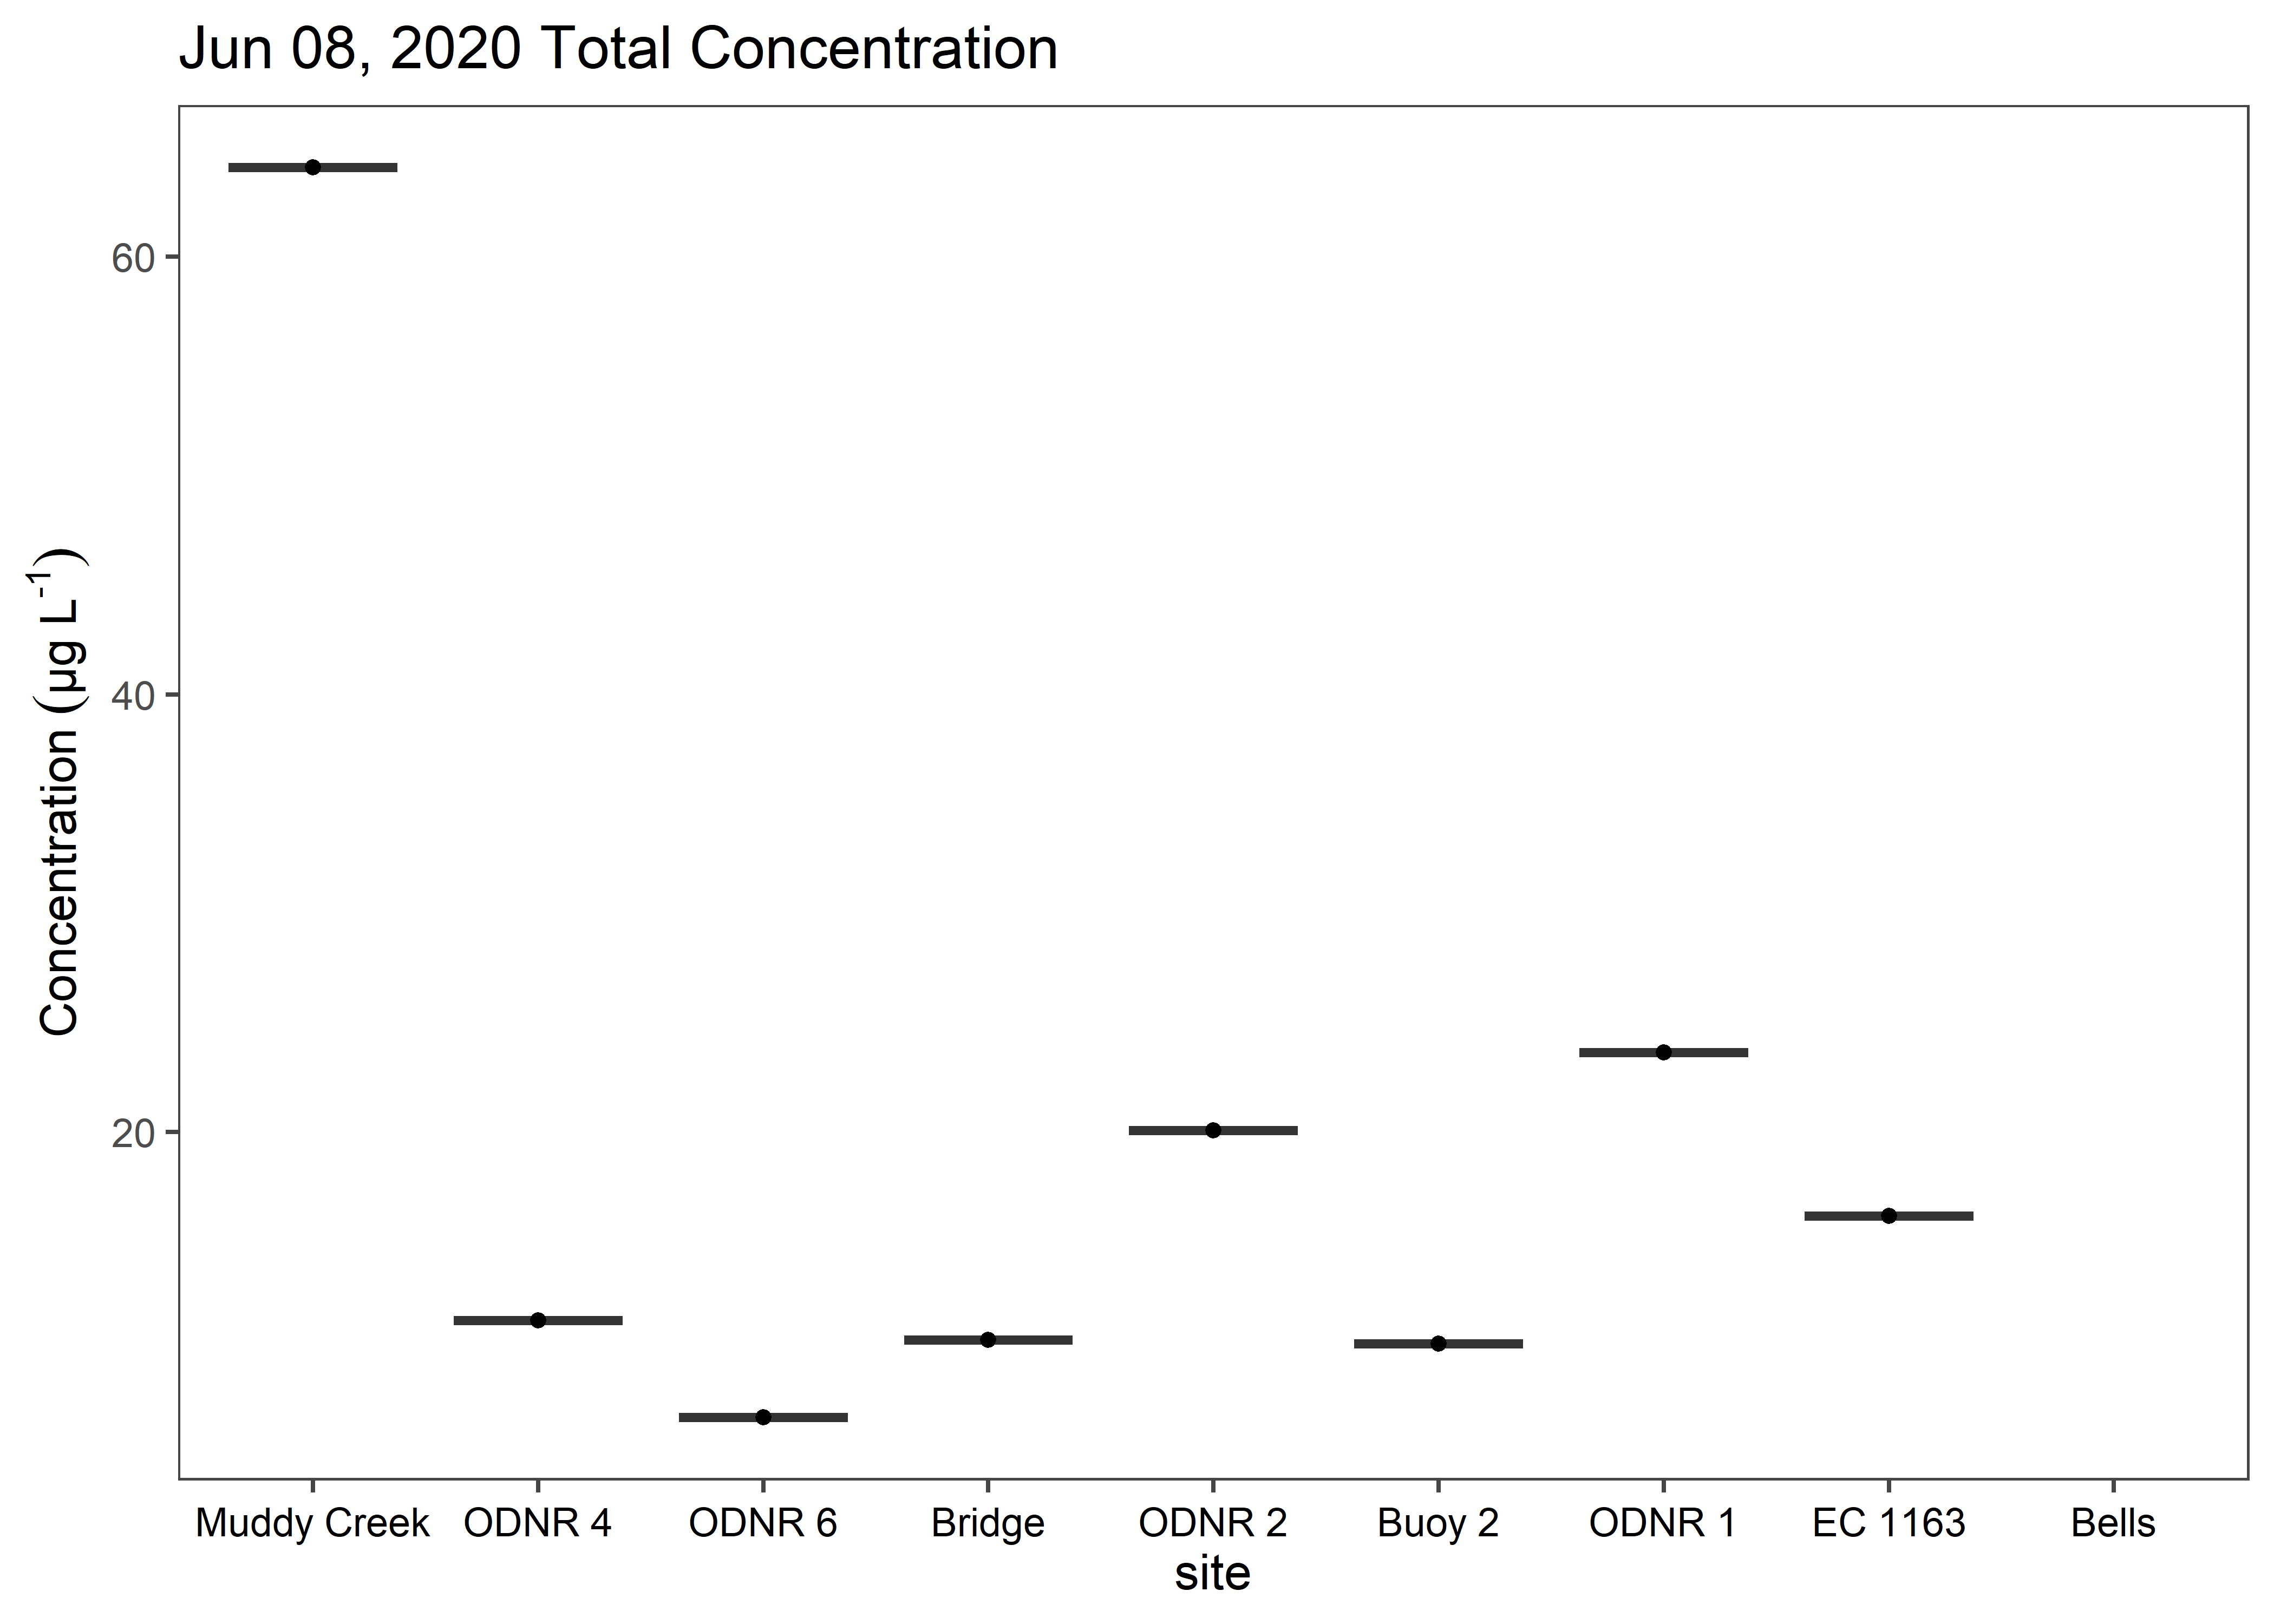 Jun 08, 2020 Total Concentration
Concentration (µg L⁻¹)
60
40
20
Muddy Creek ODNR 4 ODNR 6 Bridge ODNR 2 Buoy 2 ODNR 1 EC 1163 Bells
site